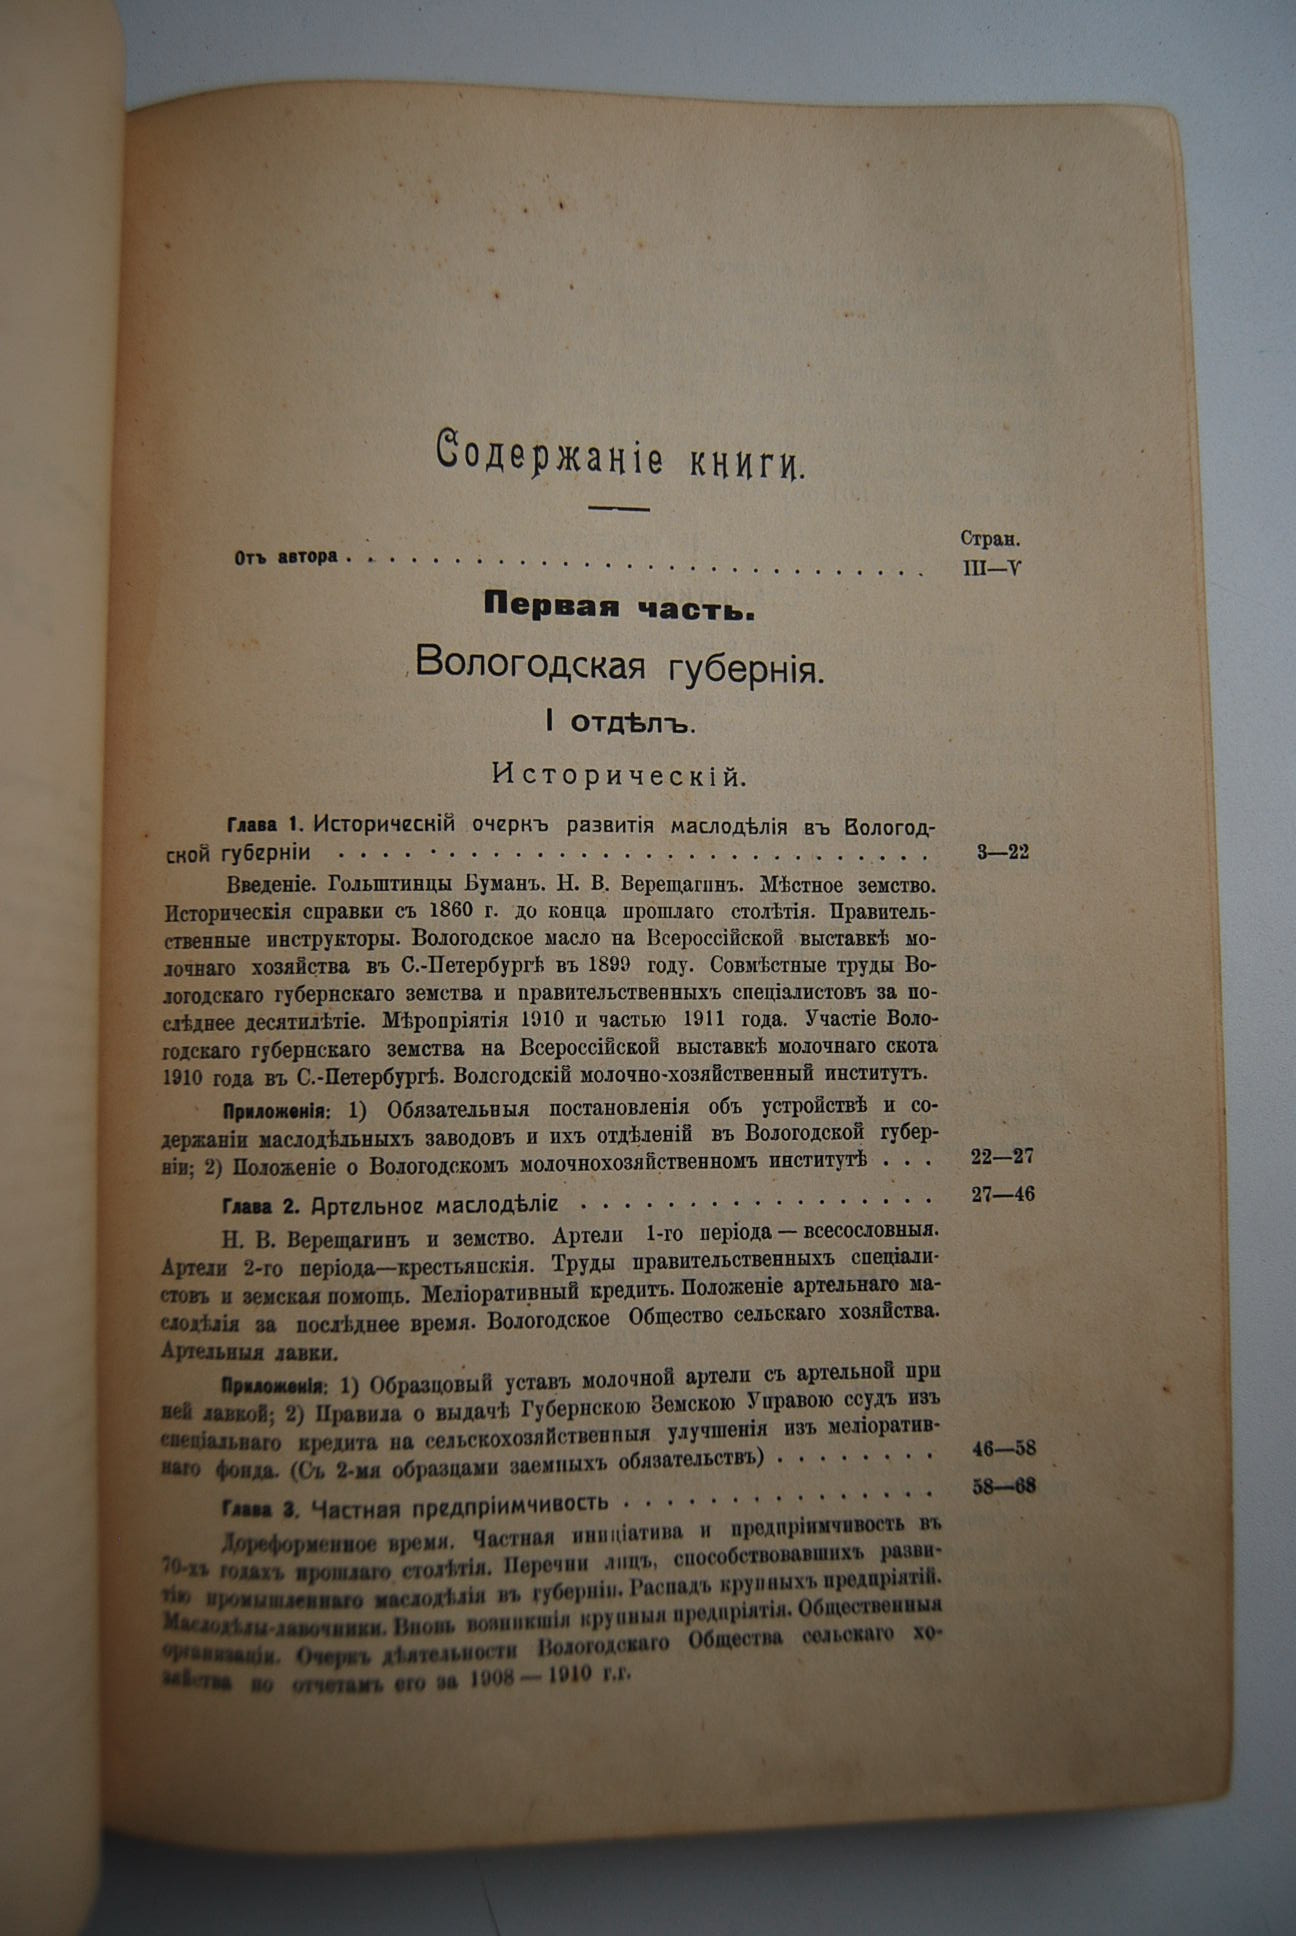 Содержаніе книги.
Стран.
Отъ автора . . . . . . . . . . . . . . . . . . . . . . . . . . . III—V
Первая часть.
Вологодская губернія.
I отдѣлъ.
Историческій.
Глава 1. Историческій очеркъ развитія маслодѣлія въ Вологод-
ской губерніи . . . . . . . . . . . . . . . . . . . . . . . . . . 3—22
Введеніе. Гольштинцы Буманъ. Н. В. Верещагинъ. Мѣстное земство.
Историческія справки съ 1860 г. до конца прошлаго столѣтія. Правитель-
ственные инструкторы. Вологодское масло на Всероссійской выставкѣ мо-
лочнаго хозяйства въ С.-Петербургѣ въ 1899 году. Совмѣстные труды Во-
логодскаго губернскаго земства и правительственныхъ спеціалистовъ за по-
слѣднее десятилѣтіе. Мѣропріятія 1910 и частью 1911 года. Участіе Воло-
годскаго губернскаго земства на Всероссійской выставкѣ молочнаго скота
1910 года въ С.-Петербургѣ. Вологодскій молочно-хозяйственный институтъ.
Приложенія: 1) Обязательныя постановленія объ устройствѣ и со-
держаніи маслодѣльныхъ заводовъ и ихъ отдѣленій въ Вологодской губер-
ніи; 2) Положеніе о Вологодскомъ молочнохозяйственномъ институтѣ . . . 22—27
Глава 2. Артельное маслодѣліе . . . . . . . . . . . . . . . . . 27—46
Н. В. Верещагинъ и земство. Артели 1-го періода — всесословныя.
Артели 2-го періода—крестьянскія. Труды правительственныхъ спеціали-
стовъ и земская помощь. Меліоративный кредитъ. Положеніе артельнаго ма-
слодѣлія за послѣднее время. Вологодское Общество сельскаго хозяйства.
Артельныя лавки.
Приложенія: 1) Образцовый уставъ молочной артели съ артельной при
ней лавкой; 2) Правила о выдачѣ Губернскою Земскою Управою ссудъ изъ
спеціальнаго кредита на сельскохозяйственныя улучшенія изъ меліоратив-
наго фонда. (Съ 2-мя образцами заемныхъ обязательствъ) . . . . . . . . 46—58
Глава 3. Частная предпріимчивость . . . . . . . . . . . . . . . 58—68
Дореформенное время. Частная иниціатива и предпріимчивость въ
70-хъ годахъ прошлаго столѣтія. Перечни лицъ, способствовавшихъ разви-
тію промышленнаго маслодѣлія въ губерніи. Распадъ крупныхъ предпріятій.
Маслодѣлы-лавочники. Вновь возникшія крупныя предпріятія. Общественныя
организаціи. Очеркъ дѣятельности Вологодскаго Общества сельскаго хо-
зяйства по отчетамъ его за 1908 — 1910 г.г.